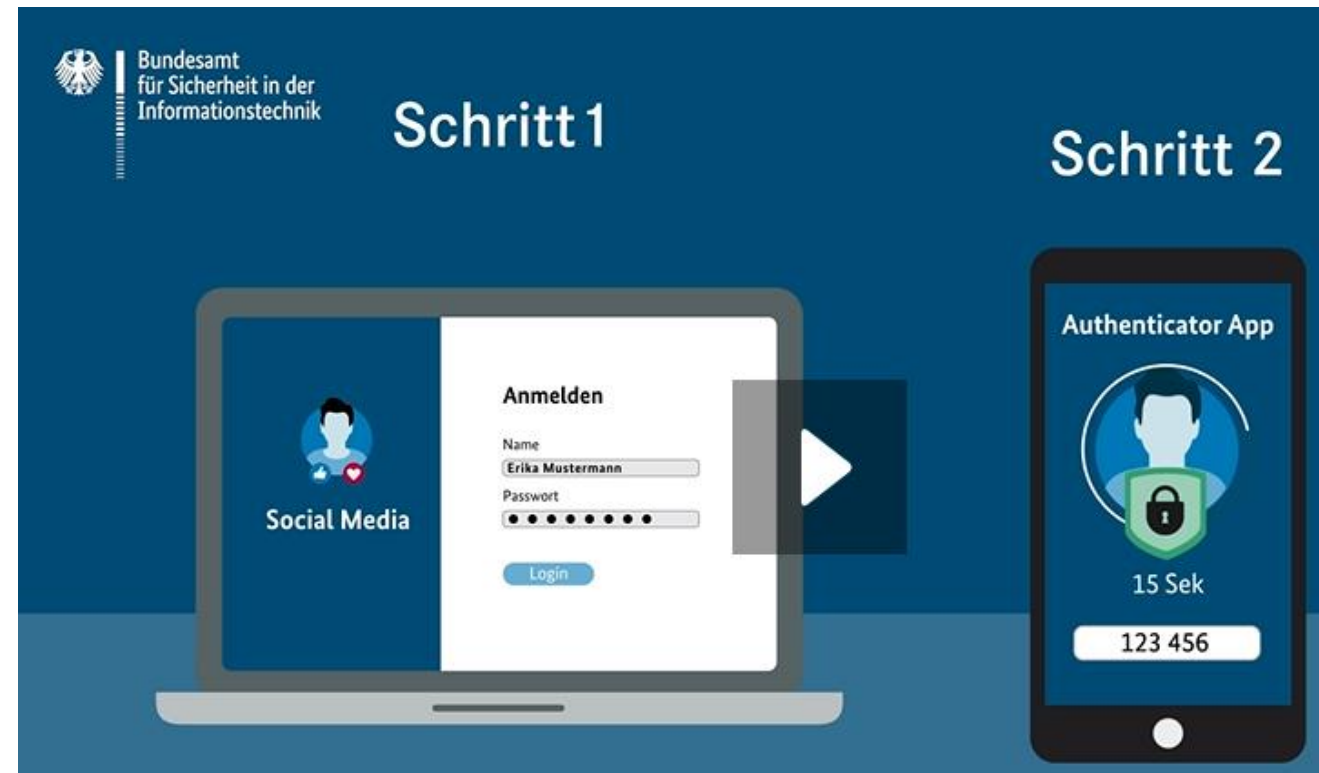 Bundesamt
für Sicherheit in der
Informationstechnik
Schritt 1
Schritt 2
Social Media
Anmelden
Name
Erika Mustermann
Passwort
Login
Authenticator App
15 Sek
123 456